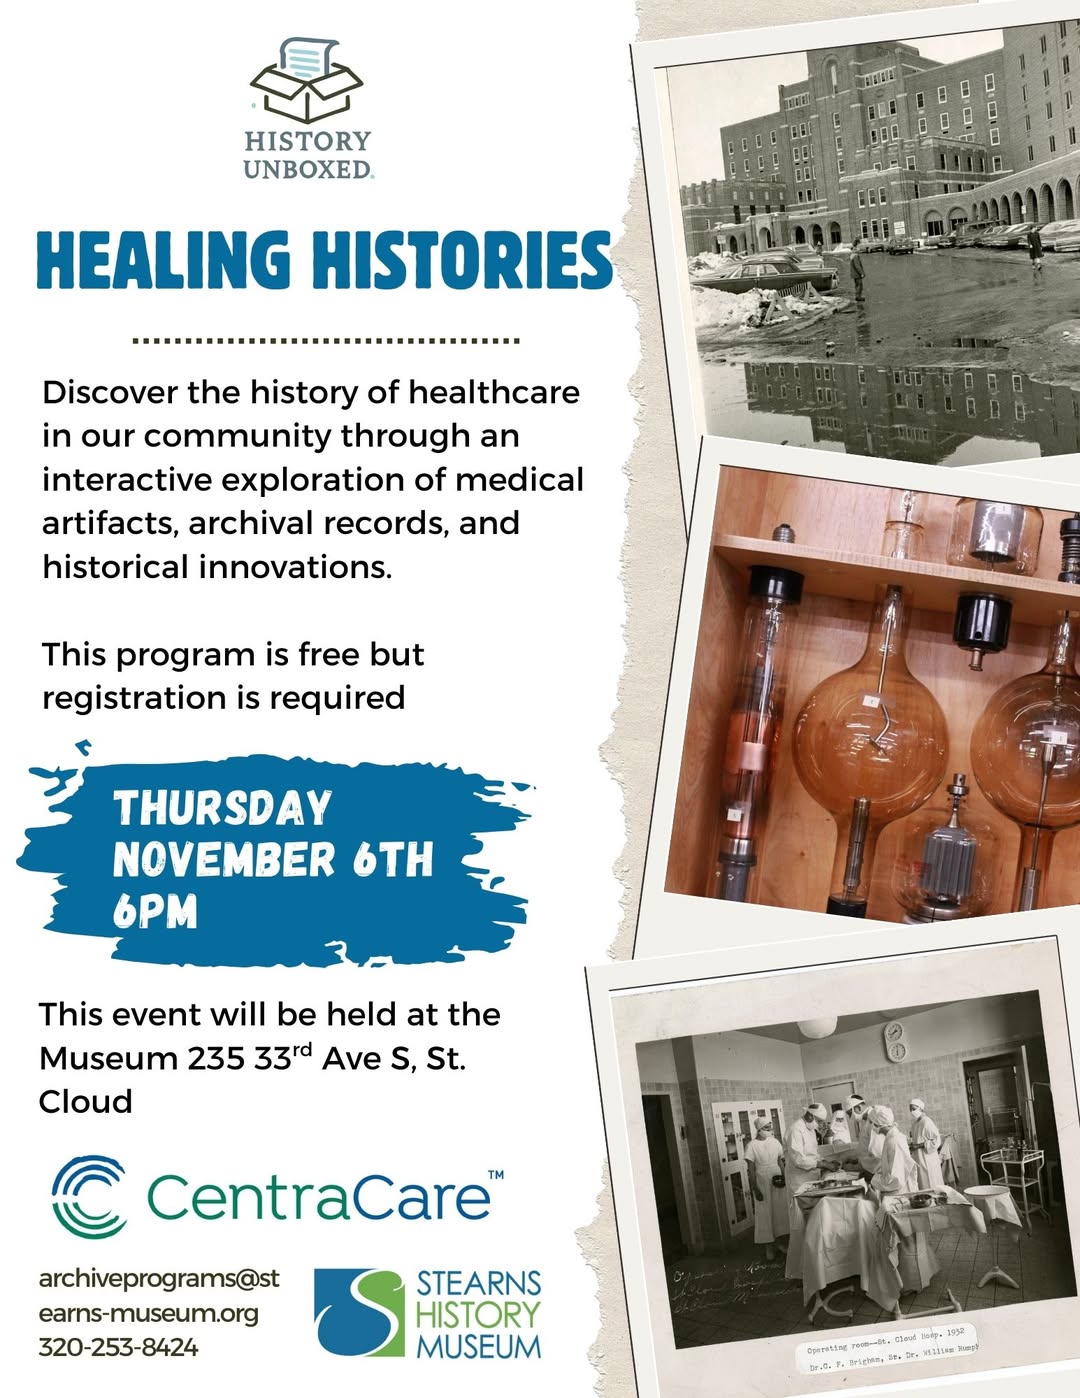 HISTORY
UNBOXED
HEALING HISTORIES
Discover the history of healthcare
in our community through an
interactive exploration of medical
artifacts, archival records, and
historical innovations.
This program is free but
registration is required
THURSDAY
NOVEMBER 6TH
6PM
This event will be held at the
Museum 235 33rd Ave S, St.
Cloud
CentraCare™
archiveprograms@st
earns-museum.org
320-253-8424
STEARNS
HISTORY
MUSEUM
Operating room--St. Cloud Hosp. 1932
Dr.C. F. Brigham, Sr. Dr. William Humph